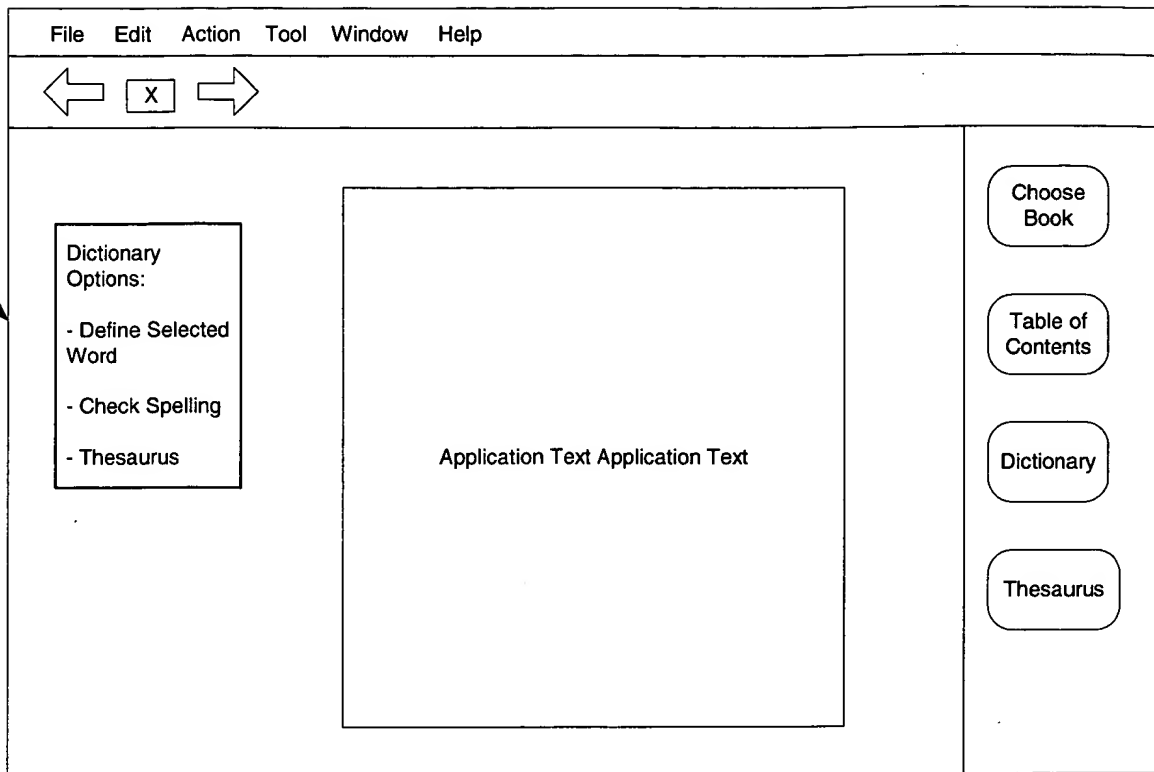 File Edit Action Tool Window Help
X
Dictionary
Options:
- Define Selected
Word
- Check Spelling
- Thesaurus
Application Text Application Text
Choose
Book
Table of
Contents
Dictionary
Thesaurus